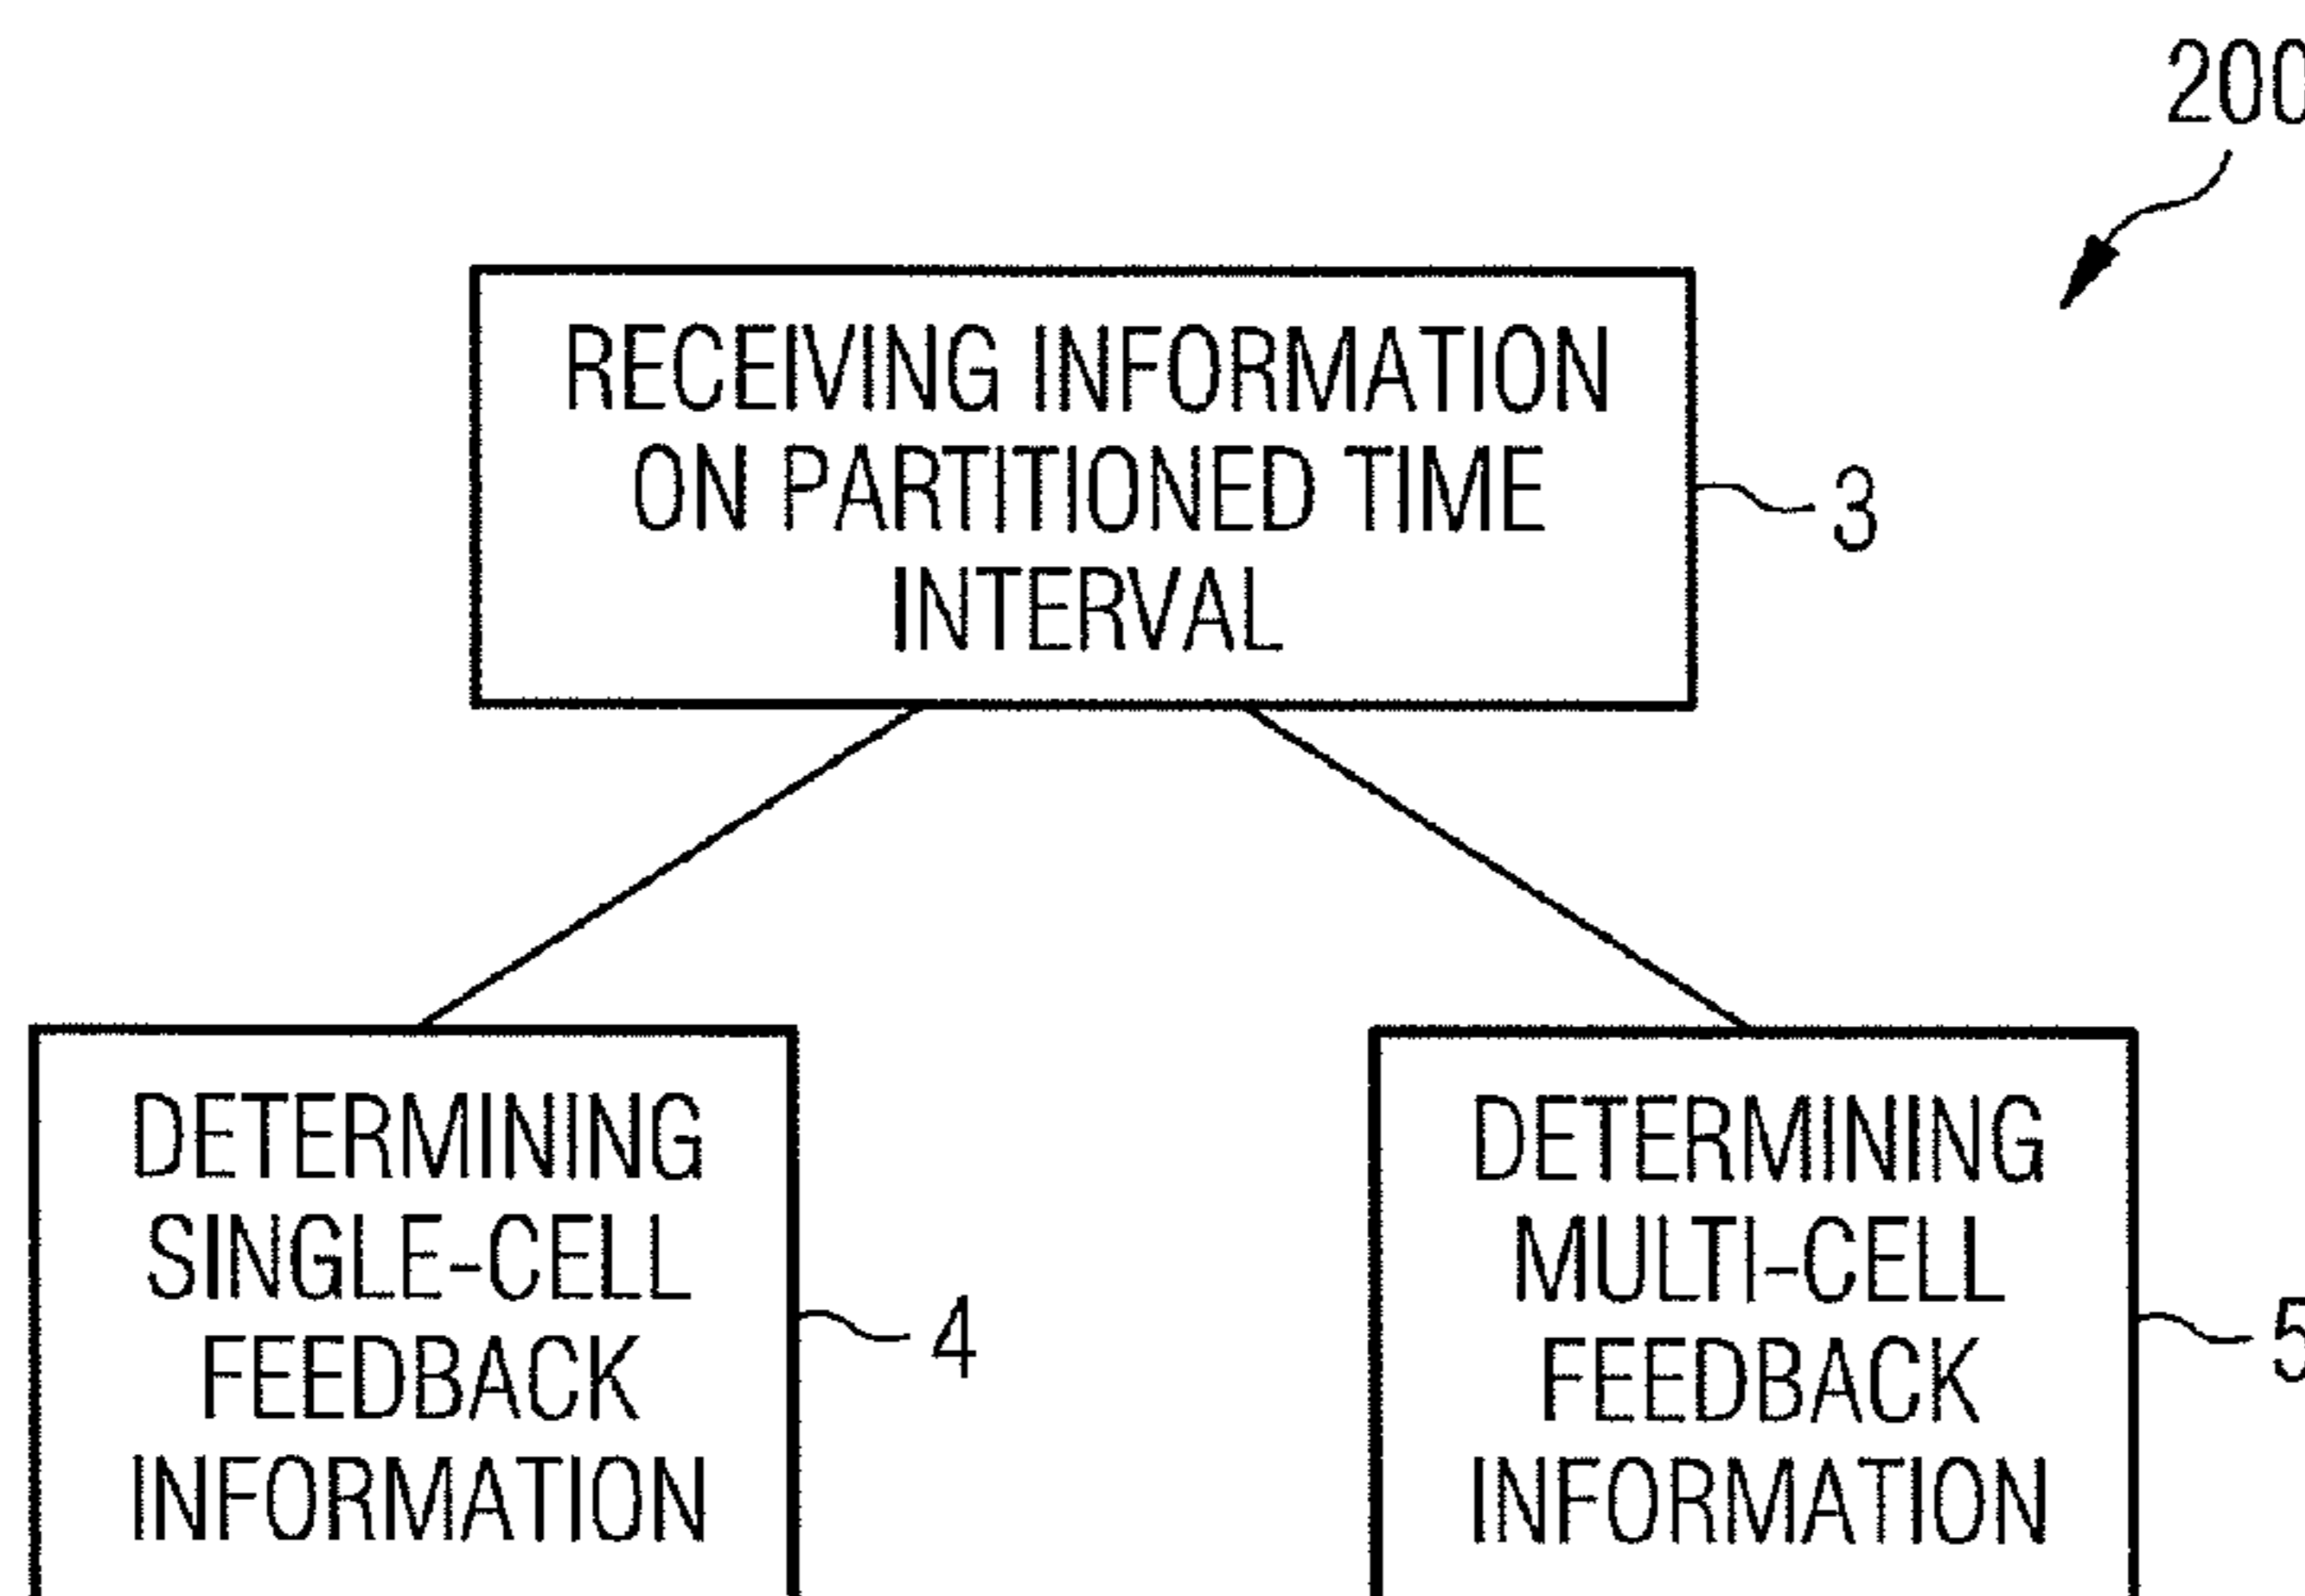 200
RECEIVING INFORMATION
ON PARTITIONED TIME
INTERVAL
3
DETERMINING
SINGLE-CELL
FEEDBACK
INFORMATION
4
DETERMINING
MULTI-CELL
FEEDBACK
INFORMATION
5